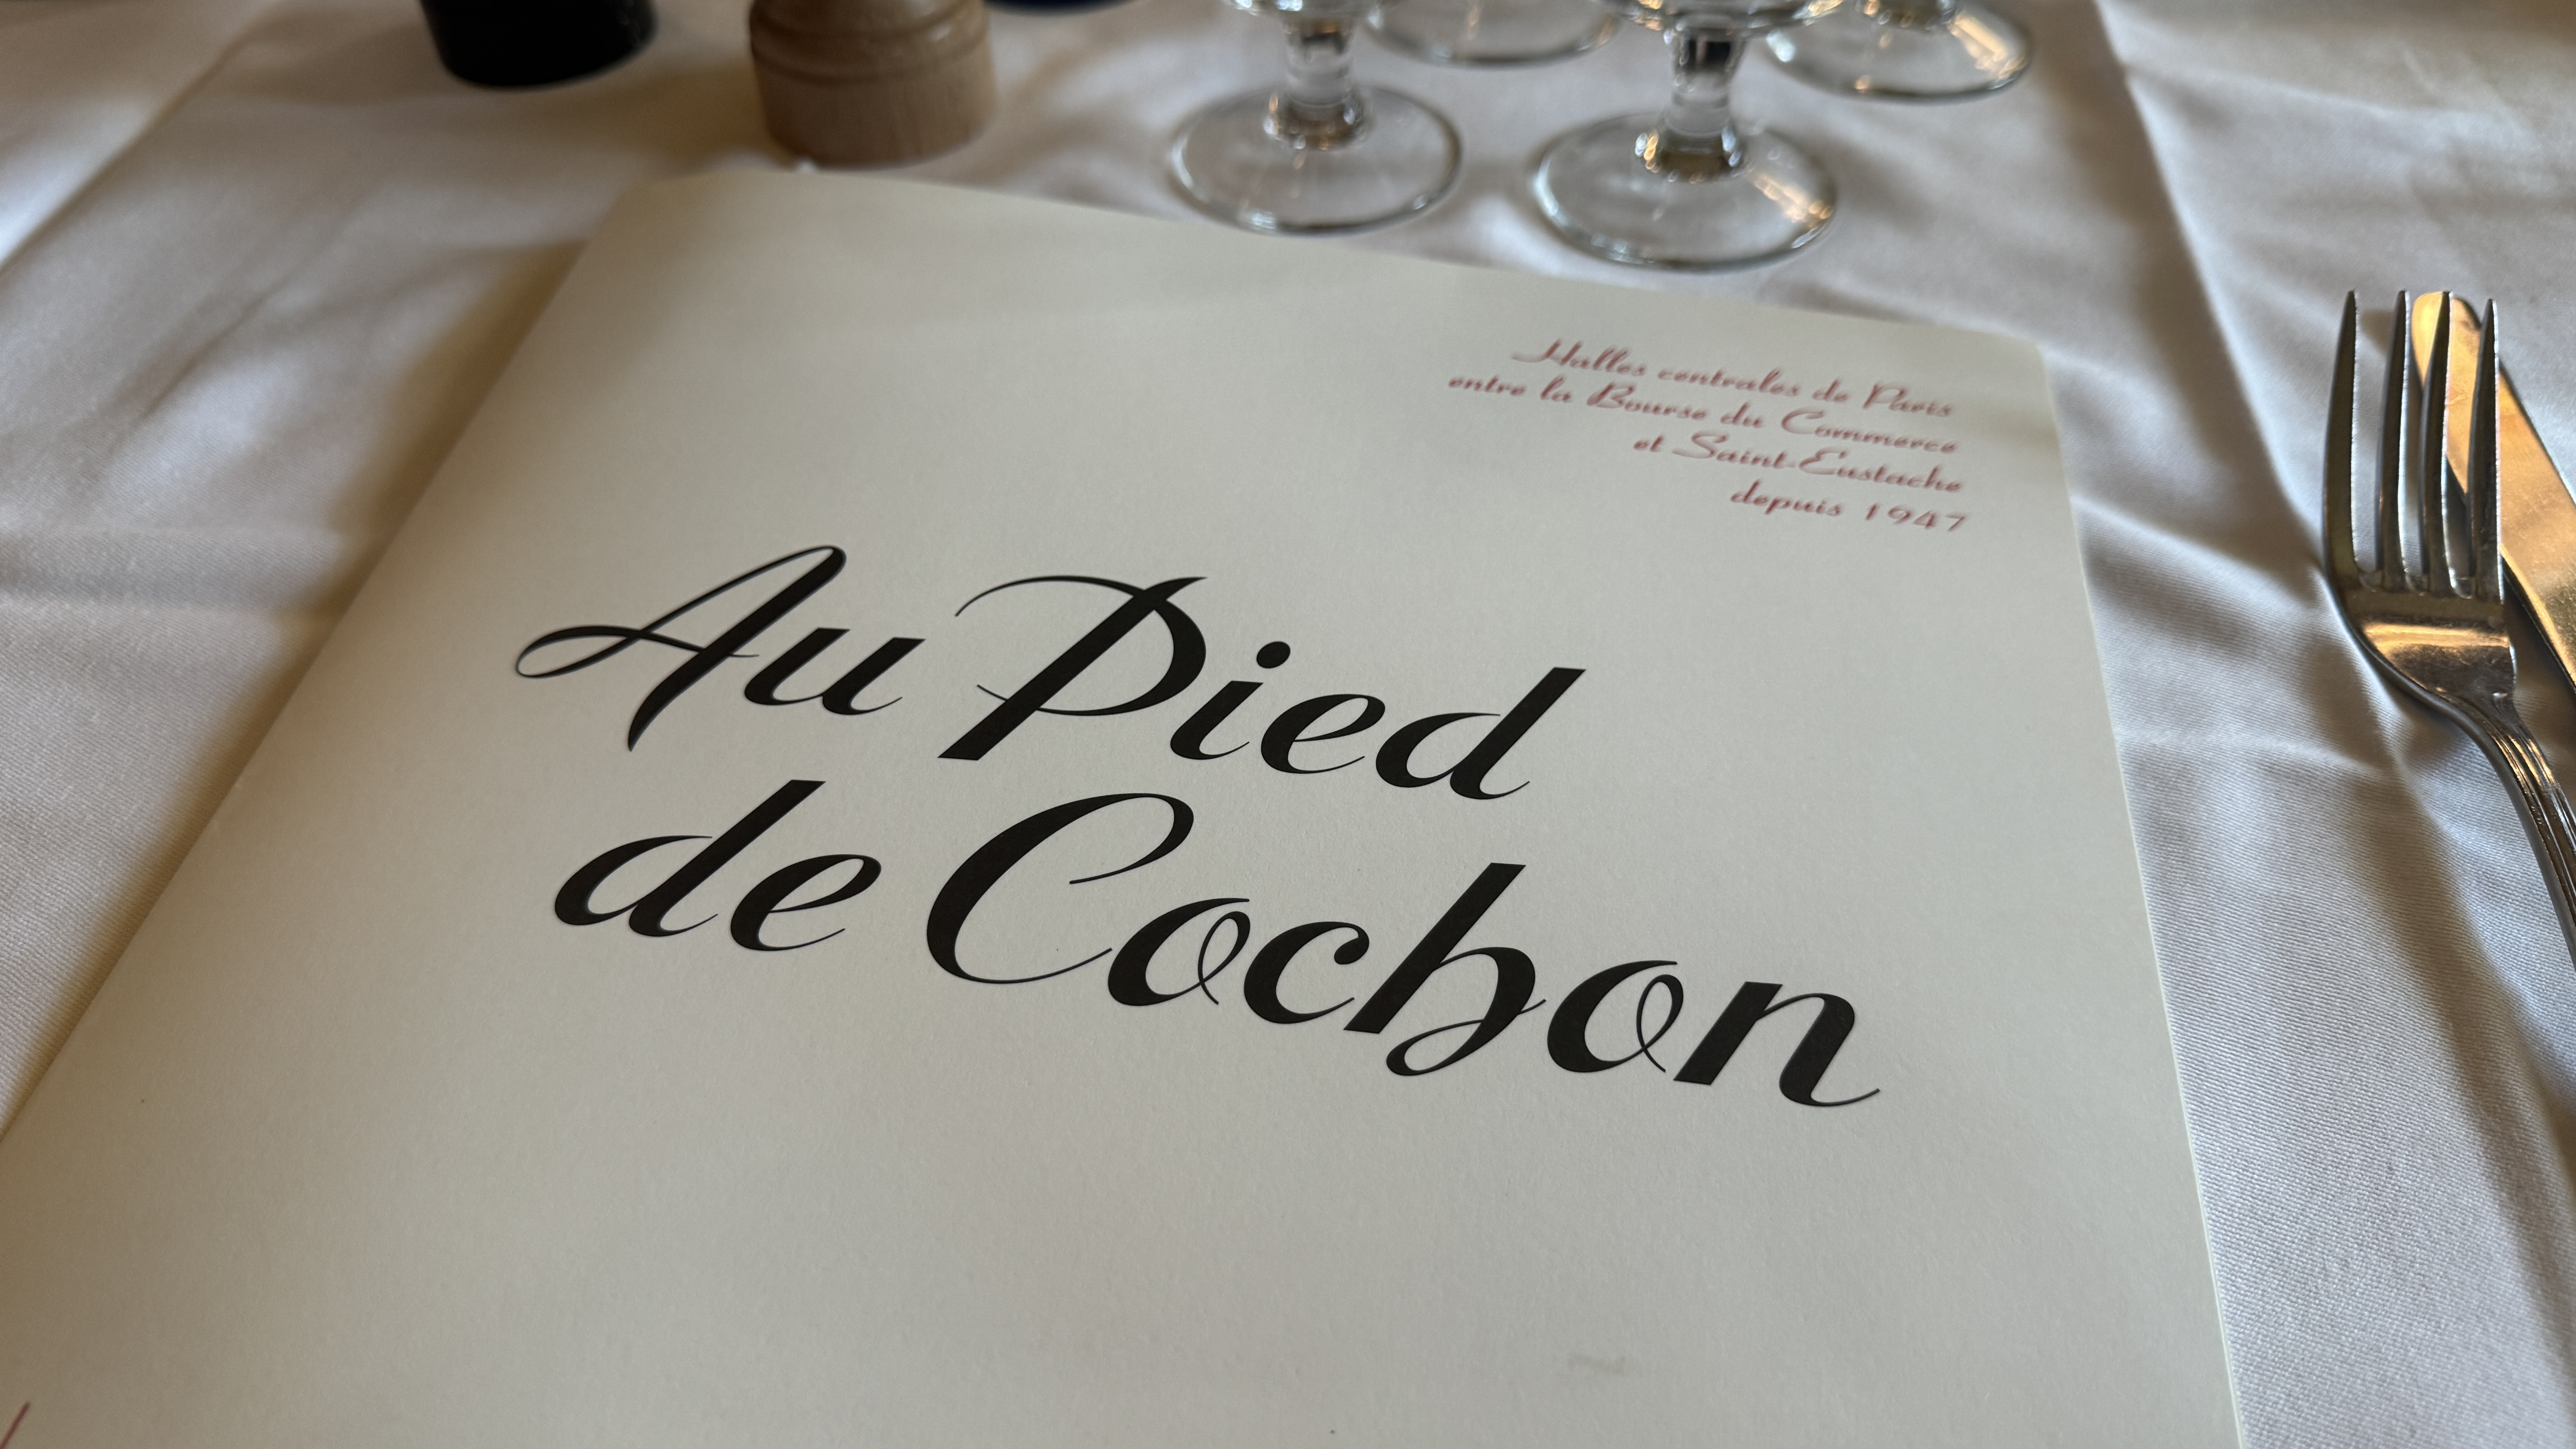 Halles centrales de Paris
entre la Bourse du Commerce
et Saint-Eustache
depuis 1947
Au Pied
de Cochon